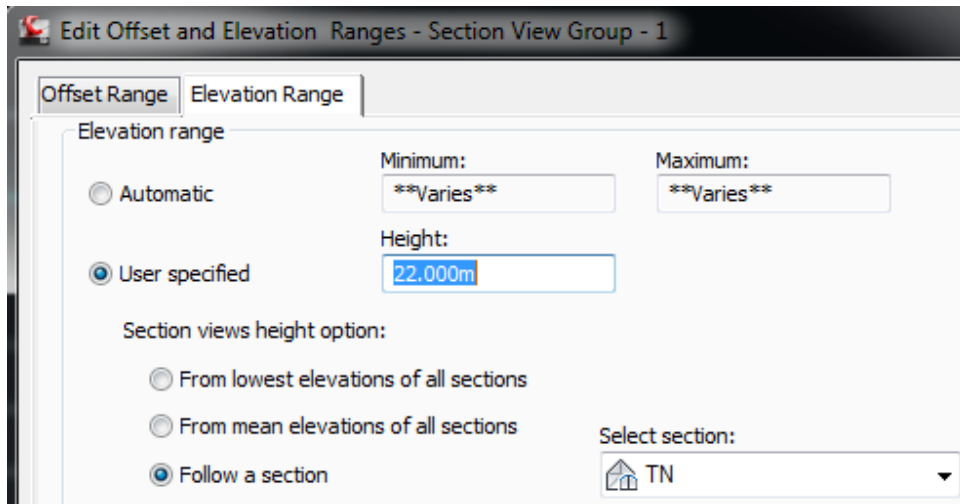 Edit Offset and Elevation Ranges - Section View Group - 1
Offset Range Elevation Range
Elevation range
Minimum: Maximum:
Automatic **Varies** **Varies**
Height:
User specified 22.000m
Section views height option:
From lowest elevations of all sections
From mean elevations of all sections
Select section:
Follow a section TN